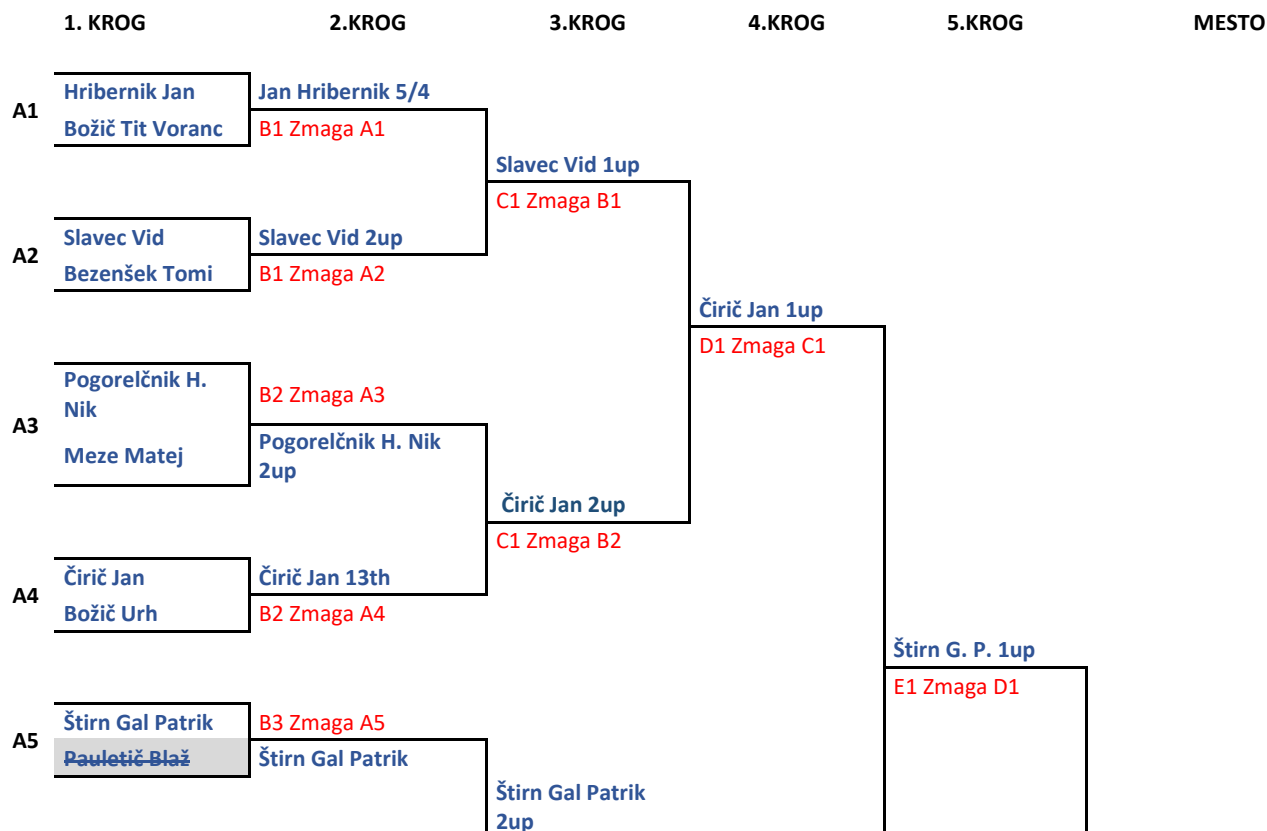 1. KROG 2.KROG 3.KROG 4.KROG 5.KROG MESTO
A1
Hribernik Jan
Božič Tit Voranc
Jan Hribernik 5/4
B1 Zmaga A1
Slavec Vid 1up
C1 Zmaga B1
A2
Slavec Vid
Bezenšek Tomi
Slavec Vid 2up
B1 Zmaga A2
Čirič Jan 1up
D1 Zmaga C1
A3
Pogorelčnik H.
Nik
Meze Matej
B2 Zmaga A3
Pogorelčnik H. Nik
2up
Čirič Jan 2up
C1 Zmaga B2
A4
Čirič Jan
Božič Urh
Čirič Jan 13th
B2 Zmaga A4
Štirn G. P. 1up
E1 Zmaga D1
A5
Štirn Gal Patrik
Pauletič Blaž
B3 Zmaga A5
Štirn Gal Patrik
Štirn Gal Patrik
2up